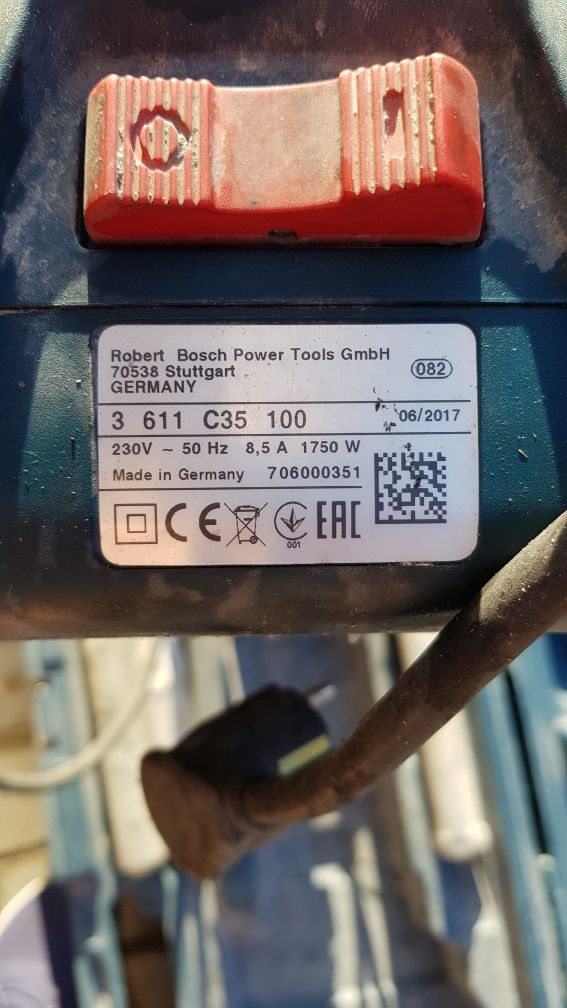 Robert Bosch Power Tools GmbH
70538 Stuttgart
082
GERMANY
3 611 C35 100
06/2017
230V ~ 50 Hz 8,5 A 1750 W
Made in Germany 706000351
CE
EAC
001